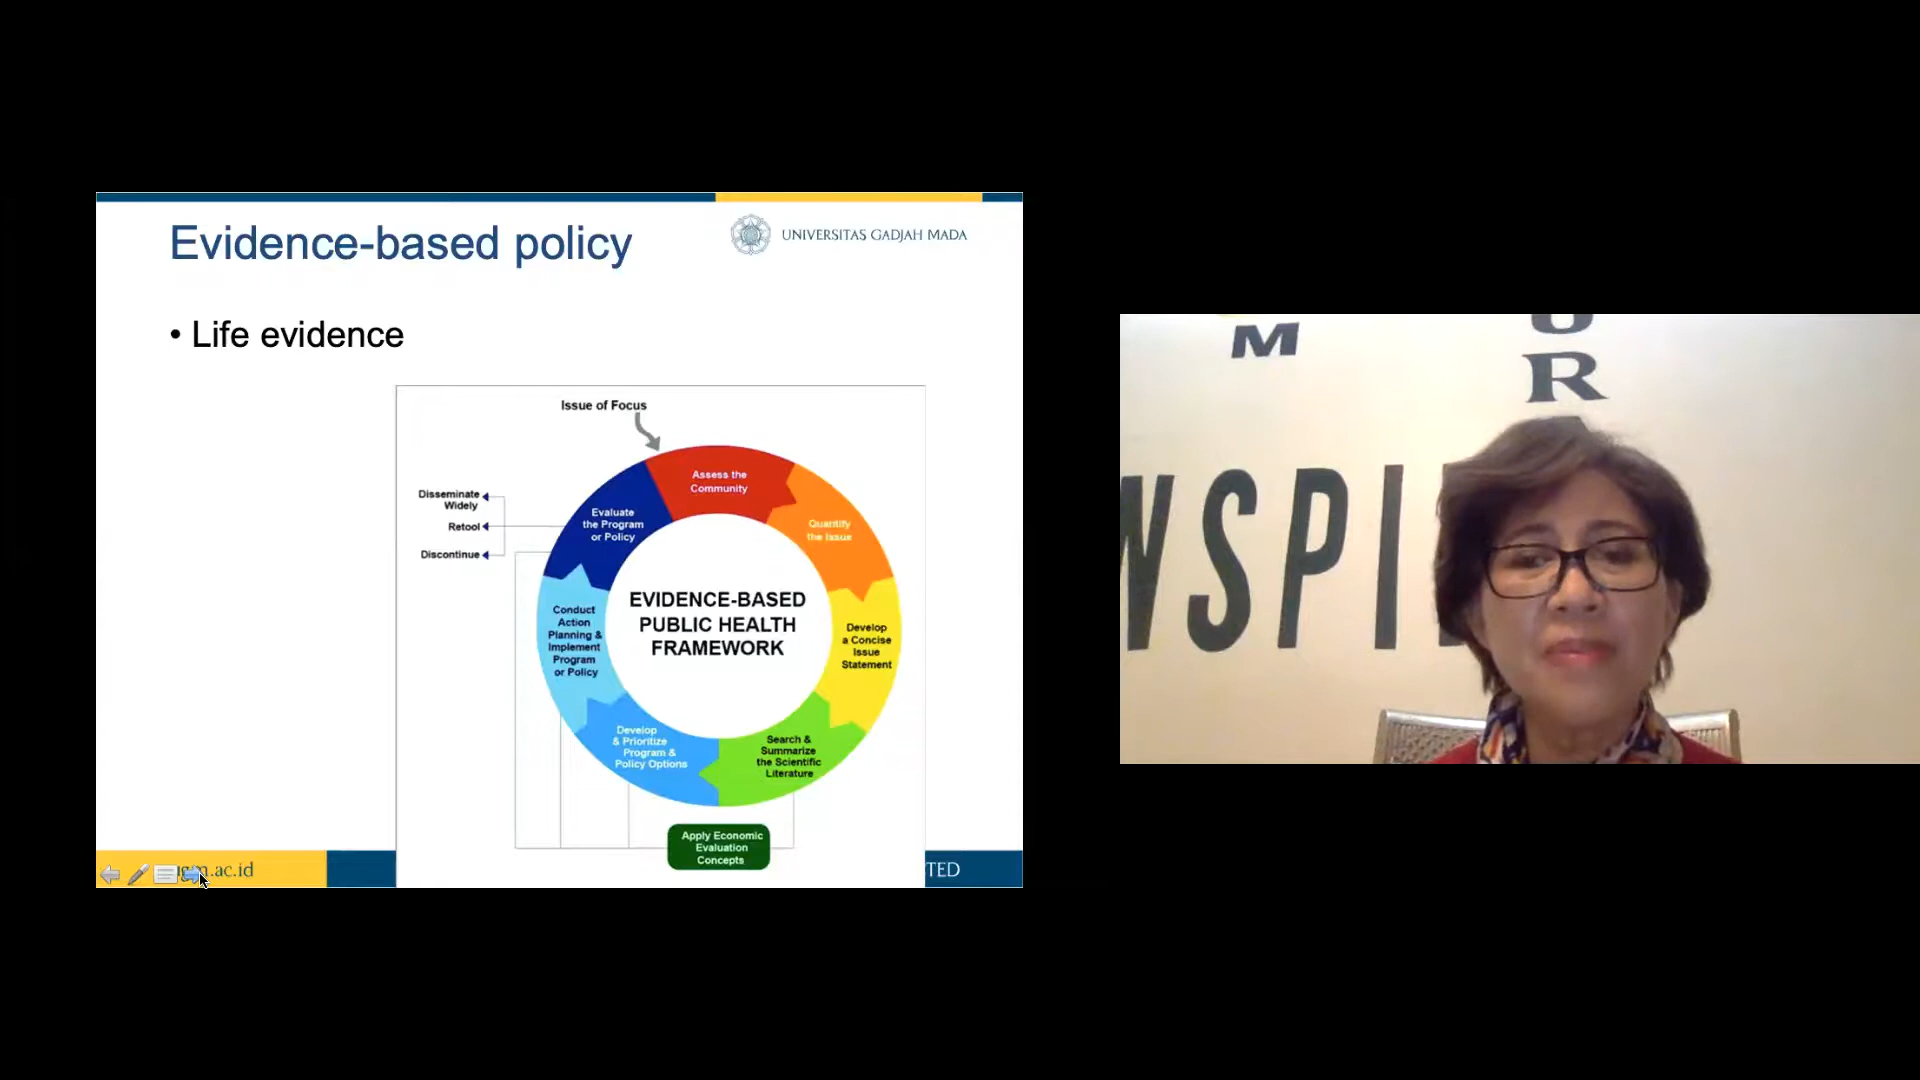 Evidence-based policy
UNIVERSITAS GADJAH MADA
• Life evidence
Issue of Focus
Assess the
Community
Quantify
the Issue
Develop
a Concise
Issue
Statement
Search &
Summarize
the Scientific
Literature
Develop
& Prioritize
Program &
Policy Options
Conduct
Action
Planning &
Implement
Program
or Policy
Evaluate
the Program
or Policy
Disseminate
Widely
Retool
Discontinue
EVIDENCE-BASED
PUBLIC HEALTH
FRAMEWORK
Apply Economic
Evaluation
Concepts
.ac.id
TED
M
R
SPI